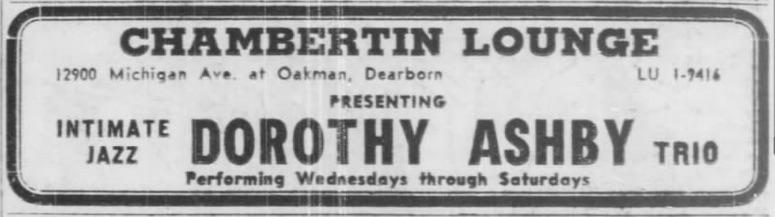 CHAMBERTIN LOUNGE
12900 Michigan Ave. at Oakman, Dearborn LU 1-9416
PRESENTING
INTIMATE JAZZ DOROTHY ASHBY TRIO
Performing Wednesdays through Saturdays